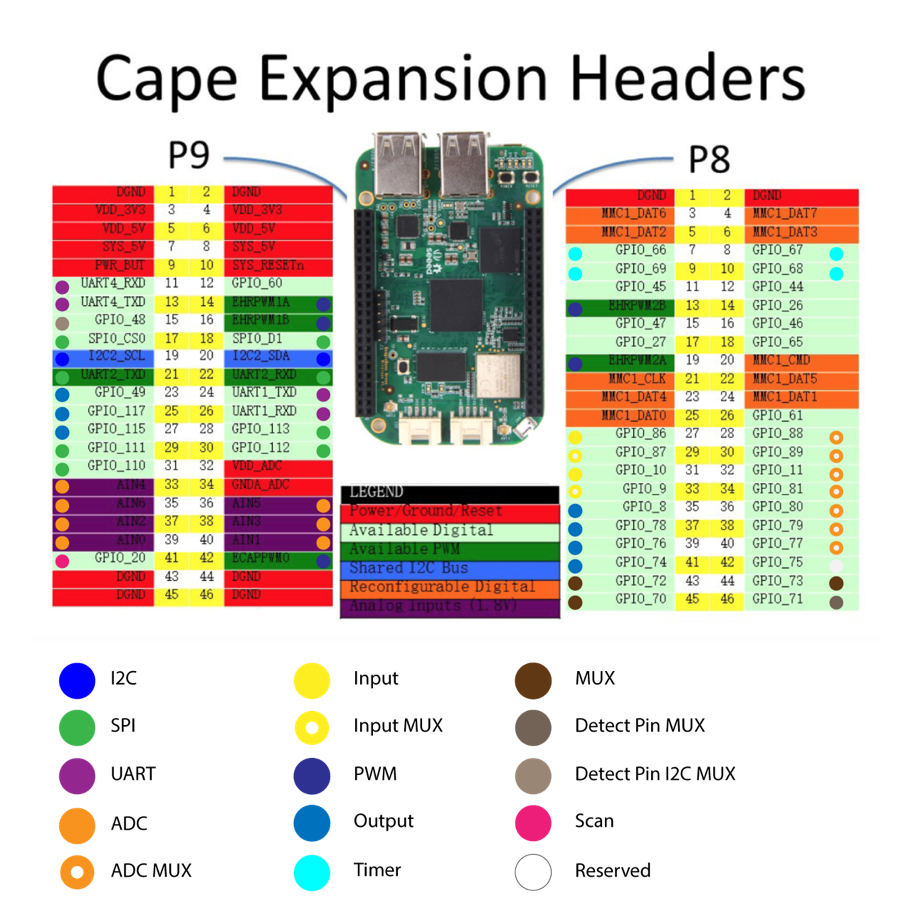 Cape Expansion Headers
P9
P8
DGND 1 2 DGND
VDD_3V3 3 4 VDD_3V3
VDD_5V 5 6 VDD_5V
SYS_5V 7 8 SYS_5V
PWR_BUT 9 10 SYS_RESETn
UART4_RXD 11 12 GPIO_60
UART4_TXD 13 14 EHRPWM1A
GPIO_48 15 16 EHRPWM1B
SPI0_CS0 17 18 SPI0_D1
I2C2_SCL 19 20 I2C2_SDA
UART2_TXD 21 22 UART2_RXD
GPIO_49 23 24 UART1_TXD
GPIO_117 25 26 UART1_RXD
GPIO_115 27 28 GPIO_113
GPIO_111 29 30 GPIO_112
GPIO_110 31 32 VDD_ADC
AIN4 33 34 GNDA_ADC
AIN6 35 36 AIN5
AIN2 37 38 AIN3
AIN0 39 40 AIN1
GPIO_20 41 42 ECAPPWM0
DGND 43 44 DGND
DGND 45 46 DGND
seeed
LEGEND
Power/Ground/Reset
Available Digital
Available PWM
Shared I2C Bus
Reconfigurable Digital
Analog Inputs (1.8V)
DGND 1 2 DGND
MMC1_DAT6 3 4 MMC1_DAT7
MMC1_DAT2 5 6 MMC1_DAT3
GPIO_66 7 8 GPIO_67
GPIO_69 9 10 GPIO_68
GPIO_45 11 12 GPIO_44
EHRPWM2B 13 14 GPIO_26
GPIO_47 15 16 GPIO_46
GPIO_27 17 18 GPIO_65
EHRPWM2A 19 20 MMC1_CMD
MMC1_CLK 21 22 MMC1_DAT5
MMC1_DAT4 23 24 MMC1_DAT1
MMC1_DAT0 25 26 GPIO_61
GPIO_86 27 28 GPIO_88
GPIO_87 29 30 GPIO_89
GPIO_10 31 32 GPIO_11
GPIO_9 33 34 GPIO_81
GPIO_8 35 36 GPIO_80
GPIO_78 37 38 GPIO_79
GPIO_76 39 40 GPIO_77
GPIO_74 41 42 GPIO_75
GPIO_72 43 44 GPIO_73
GPIO_70 45 46 GPIO_71
I2C
SPI
UART
ADC
ADC MUX
Input
Input MUX
PWM
Output
Timer
MUX
Detect Pin MUX
Detect Pin I2C MUX
Scan
Reserved